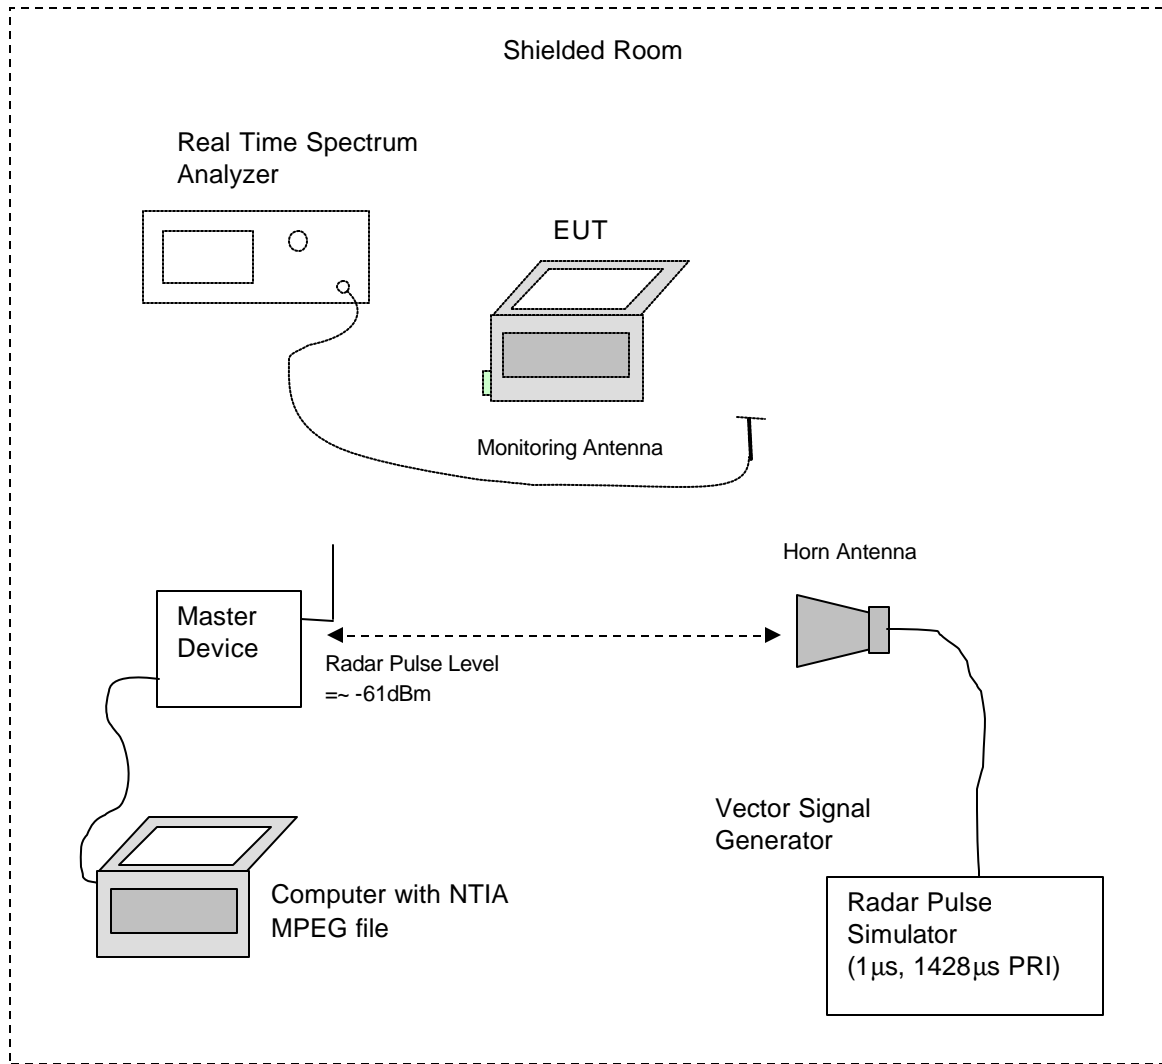 Shielded Room
Real Time Spectrum
Analyzer
EUT
Monitoring Antenna
Horn Antenna
Master
Device
Radar Pulse Level
=~ -61dBm
Vector Signal
Generator
Computer with NTIA
MPEG file
Radar Pulse
Simulator
(1μs, 1428μs PRI)